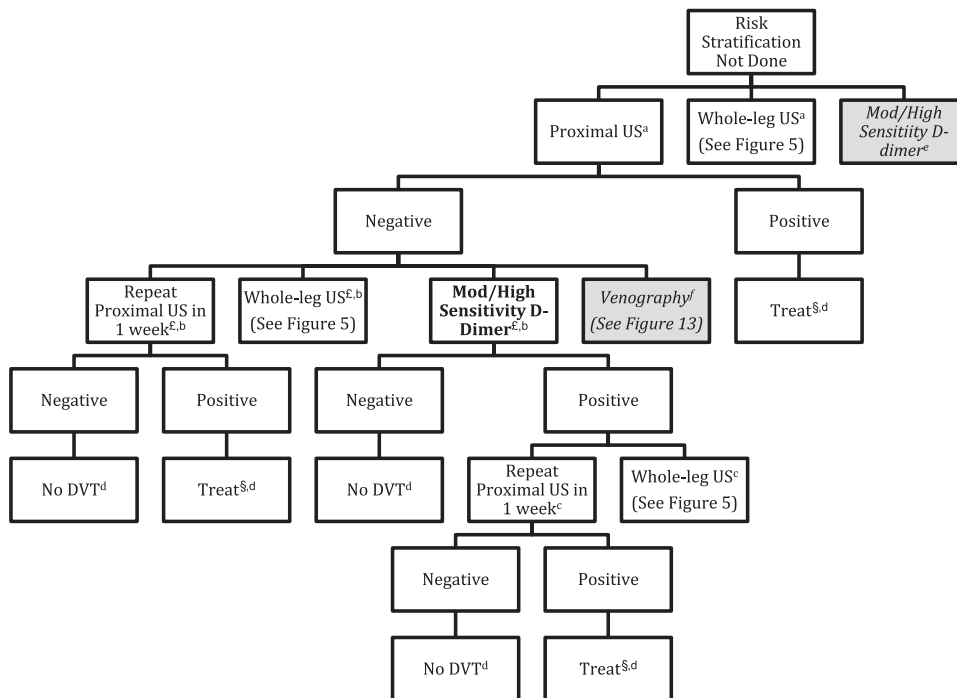 Risk
Stratification
Not Done
Proximal USᵃ
Whole-leg USᵃ
(See Figure 5)
Mod/High
Sensitiity D-
dimerᵉ
Negative
Positive
Repeat
Proximal US in
1 week£,ᵇ
Whole-leg US£,ᵇ
(See Figure 5)
Mod/High
Sensitivity D-
Dimer£,ᵇ
Venographyᶠ
(See Figure 13)
Treat§,ᵈ
Negative
Positive
Negative
Positive
No DVTᵈ
Treat§,ᵈ
No DVTᵈ
Repeat
Proximal US in
1 weekᶜ
Whole-leg USᶜ
(See Figure 5)
Negative
Positive
No DVTᵈ
Treat§,ᵈ